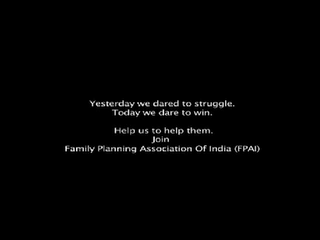 Yesterday we dared to struggle.
Today we dare to win.
Help us to help them.
Join
Family Planning Association Of India (FPAI)